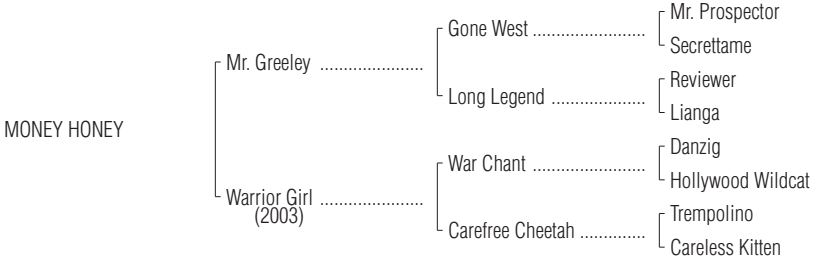 Mr. Prospector
Gone West ........................
Secrettame
Mr. Greeley ......................
Reviewer
Long Legend ....................
Lianga
MONEY HONEY
Danzig
War Chant ........................
Hollywood Wildcat
Warrior Girl ......................
(2003)
Trempolino
Carefree Cheetah ..............
Careless Kitten